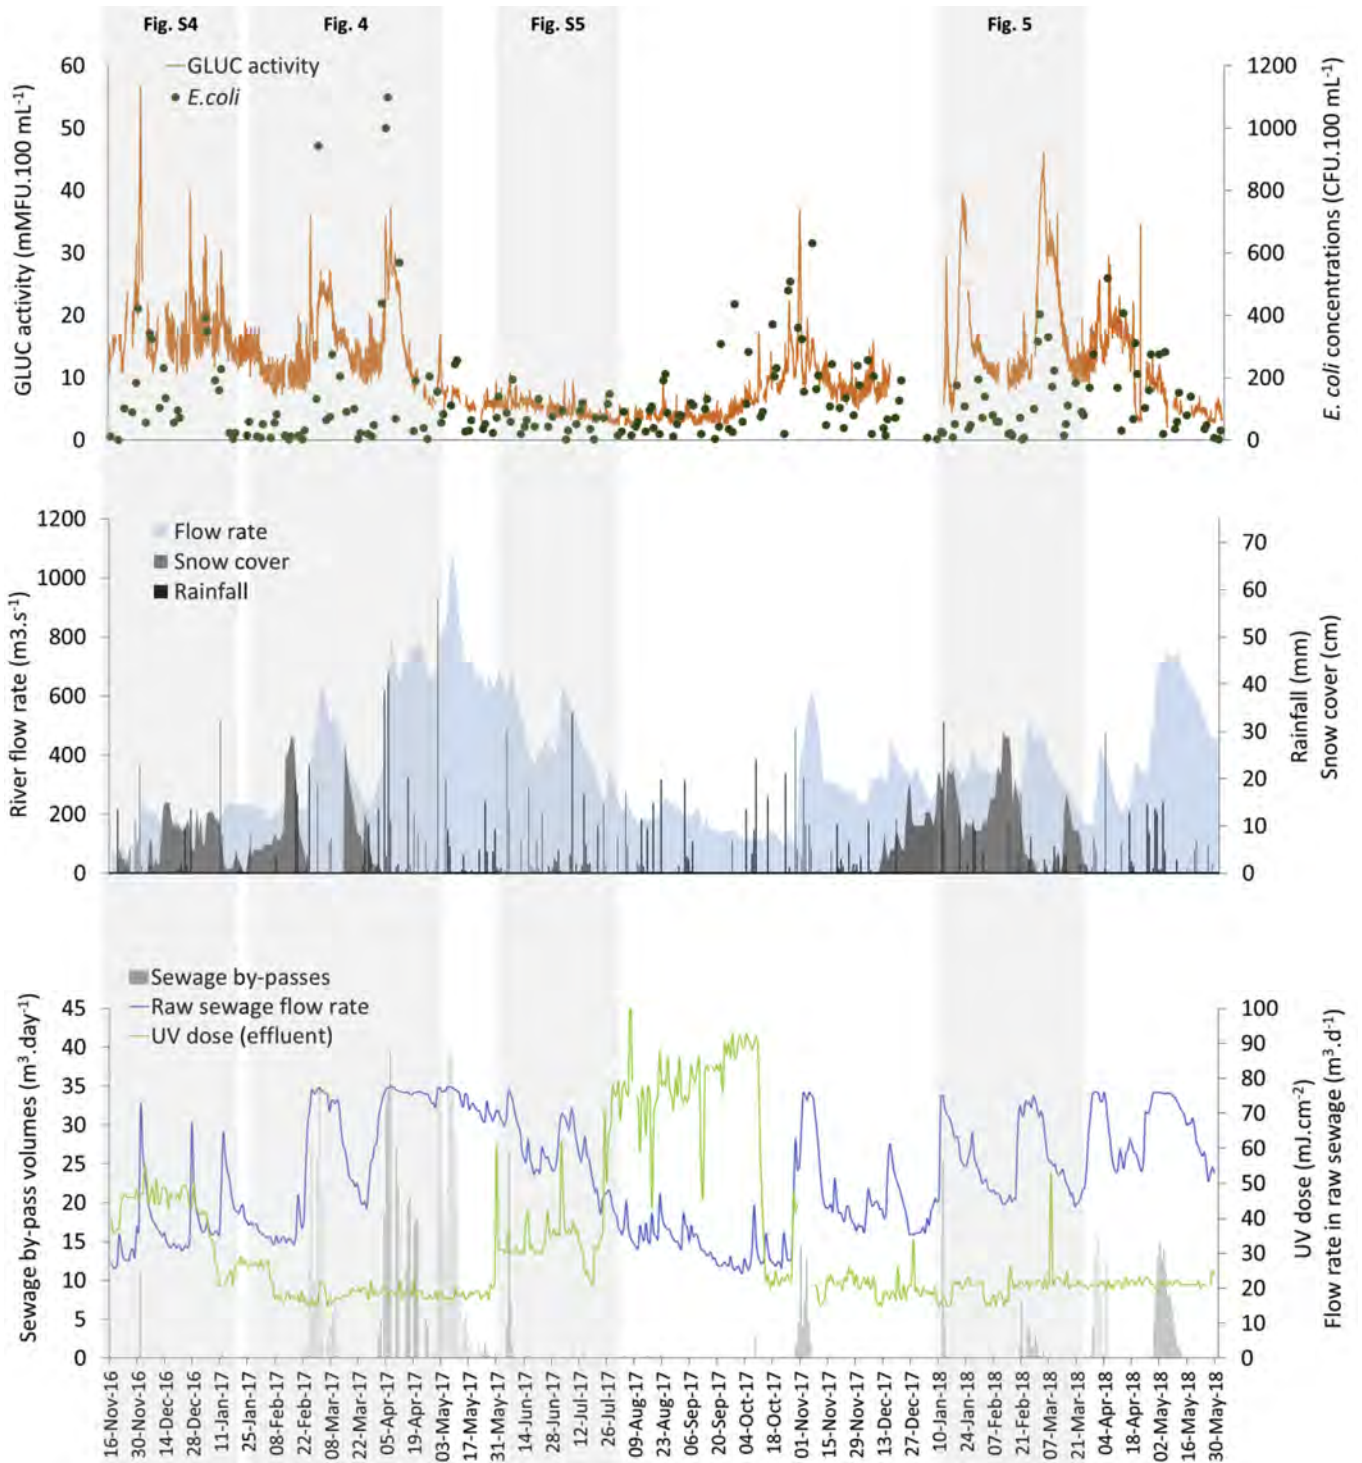 Fig. S4
Fig. 4
Fig. S5
Fig. 5
GLUC activity (mMFU.100 mL⁻¹)
60
50
40
30
20
10
0
GLUC activity
E.coli
1200
1000
800
600
400
200
0
E. coli concentrations (CFU.100 mL⁻¹)
River flow rate (m3.s⁻¹)
1200
1000
800
600
400
200
0
Flow rate
Snow cover
Rainfall
70
60
50
40
30
20
10
0
Rainfall (mm)
Snow cover (cm)
Sewage by-pass volumes (m³.day⁻¹)
45
40
35
30
25
20
15
10
5
0
Sewage by-passes
Raw sewage flow rate
UV dose (effluent)
100
90
80
70
60
50
40
30
20
10
0
UV dose (mJ.cm⁻²)
Flow rate in raw sewage (m³.d⁻¹)
16-Nov-16
30-Nov-16
14-Dec-16
28-Dec-16
11-Jan-17
25-Jan-17
08-Feb-17
22-Feb-17
08-Mar-17
22-Mar-17
05-Apr-17
19-Apr-17
03-May-17
17-May-17
31-May-17
14-Jun-17
28-Jun-17
12-Jul-17
26-Jul-17
09-Aug-17
23-Aug-17
06-Sep-17
20-Sep-17
04-Oct-17
18-Oct-17
01-Nov-17
15-Nov-17
29-Nov-17
13-Dec-17
27-Dec-17
10-Jan-18
24-Jan-18
07-Feb-18
21-Feb-18
07-Mar-18
21-Mar-18
04-Apr-18
18-Apr-18
02-May-18
16-May-18
30-May-18